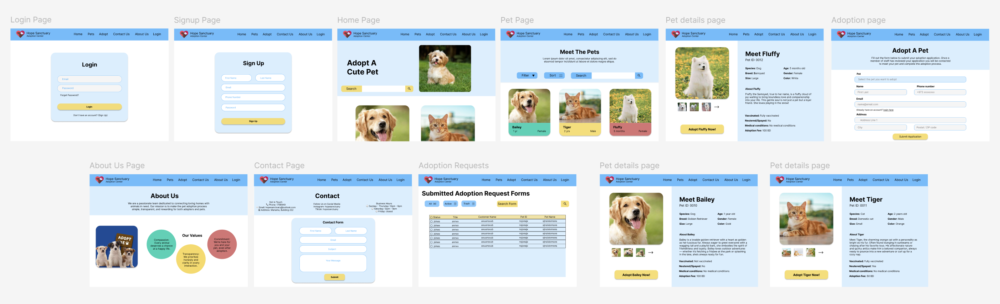 Login Page
Hope Sanctuary
Adoption Center
Home Pets Adopt Contact Us About Us Login
Login
Email
Password
Forget Password?
Login
Don't have an account? (Sign Up)
Signup Page
Hope Sanctuary
Adoption Center
Home Pets Adopt Contact Us About Us Login
Sign Up
First Name Last Name
Email
Phone Number
Password
Sign Up
Home Page
Hope Sanctuary
Adoption Center
Home Pets Adopt Contact Us About Us Login
Adopt A
Cute Pet
Search
Pet Page
Hope Sanctuary
Adoption Center
Home Pets Adopt Contact Us About Us Login
Meet The Pets
Lorem ipsum dolor sit amet, consectetur adipiscing elit, sed do
eiusmod tempor incididunt ut labore et dolore magna aliqua.
Filter Sort Search
Bailey
1 yr Female
Tiger
2 yrs Male
Fluffy
5 months Female
Pet details page
Hope Sanctuary
Adoption Center
Home Pets Adopt Contact Us About Us Login
Adopt Fluffy Now!
Meet Fluffy
Pet ID: 0012
Species: Dog Age: 5 months old
Breed: Samoyed Gender: Female
Size: Large Color: White
About Fluffy
Fluffy the Samoyed, true to her name, is a fluffy cloud of
joy waiting to bring boundless love and companionship
into your life. This gentle soul is not just a pet but a loyal
friend. She loves playing in the snow!
Vaccinated: Fully vaccinated
Neutered/Spayed: No
Medical conditions: No medical conditions
Adoption Fee: 100 BD
Adoption page
Hope Sanctuary
Adoption Center
Home Pets Adopt Contact Us About Us Login
Adopt A Pet
Fill out the form below to submit your adoption application. Once a
member of staff has reviewed your application you will be contacted
to meet your pet and complete the adoption process.
Pet
Select the pet you want to adopt
Name Phone number
First Last +973 xxxxxxxx
Email
name@email.com
Already have an account? login here
Address
Address Line 1
City Postal / ZIP code
Submit Application
About Us Page
Hope Sanctuary
Adoption Center
Home Pets Adopt Contact Us About Us Login
About Us
We are a passionate team dedicated to connecting loving homes with
animals in need. Our mission is to make the pet adoption process
simple, transparent, and rewarding for both adopters and pets.
ADOPT
ME
Compassion:
Every animal
deserves a chance
at a happy life.
Our Values
Transparency:
We prioritize
honesty and
clarity in every
interaction.
Commitment:
We're here for
you and your
pet, even after
adoption.
Contact Page
Hope Sanctuary
Adoption Center
Home Pets Adopt Contact Us About Us Login
Contact
Get in Touch
Phone: 1758949
Email: hopesanctuary@outlook.com
Address: Manama, Building 222
Follow Us on Social Media
Instagram: hopesanctuary
Tiktok: hopesanctuary
Business Hours
Sunday - Thursday: 12pm - 6pm
Saturday: 12pm - 9pm
Friday: closed
Contact Form
First Name Last Name
Email
Subject
Your Message
Submit
Adoption Requests
Hope Sanctuary
Adoption Center
Home Pets Adopt Contact Us About Us Login
Submitted Adoption Request Forms
All (4) Active Trash Search Form
Status Title Customer Name Pet ID Pet Name
jsinas annxx axuunsxub nsjxnajx xjnsixisnnsns
jsinas annxx axuunsxub nsjxnajx xjnsixisnnsns
jsinas annxx axuunsxub nsjxnajx xjnsixisnnsns
jsinas annxx axuunsxub nsjxnajx xjnsixisnnsns
jsinas annxx axuunsxub nsjxnajx xjnsixisnnsns
jsinas annxx axuunsxub nsjxnajx xjnsixisnnsns
jsinas annxx axuunsxub nsjxnajx xjnsixisnnsns
Pet details page
Hope Sanctuary
Adoption Center
Home Pets Adopt Contact Us About Us Login
Adopt Bailey Now!
Meet Bailey
Pet ID: 0010
Species: Dog Age: 1 year old
Breed: Golden Retriever Gender: Female
Size: Large Color: Gold
About Bailey
Bailey is a lovable golden retriever with a heart as golden
as her luscious fur. Always eager to greet everyone with a
wagging tail and a playful bark, she embodies the spirit of
friendliness and loyalty. Bailey loves outdoor adventures
— whether it's fetching a frisbee at the park or splashing
in the lake, she's always ready for fun.
Vaccinated: Not vaccinated
Neutered/Spayed: No
Medical conditions: No medical conditions
Adoption Fee: 100 BD
Pet details page
Hope Sanctuary
Adoption Center
Home Pets Adopt Contact Us About Us Login
Adopt Tiger Now!
Meet Tiger
Pet ID: 0011
Species: Cat Age: 2 years old
Breed: Domestic cat Gender: Male
Size: Small Color: Orange
About Tiger
Meet Tiger, the charming orange cat with a personality as
bright as his fur. Often found lounging in sunbeams or
chasing after his favorite toys. His affectionate nature
and quirky antics make him a beloved companion, always
ready to pounce into a new adventure or curl up for a
cozy nap.
Vaccinated: Fully vaccinated
Neutered/Spayed: Yes
Medical conditions: No medical conditions
Adoption Fee: 50 BD